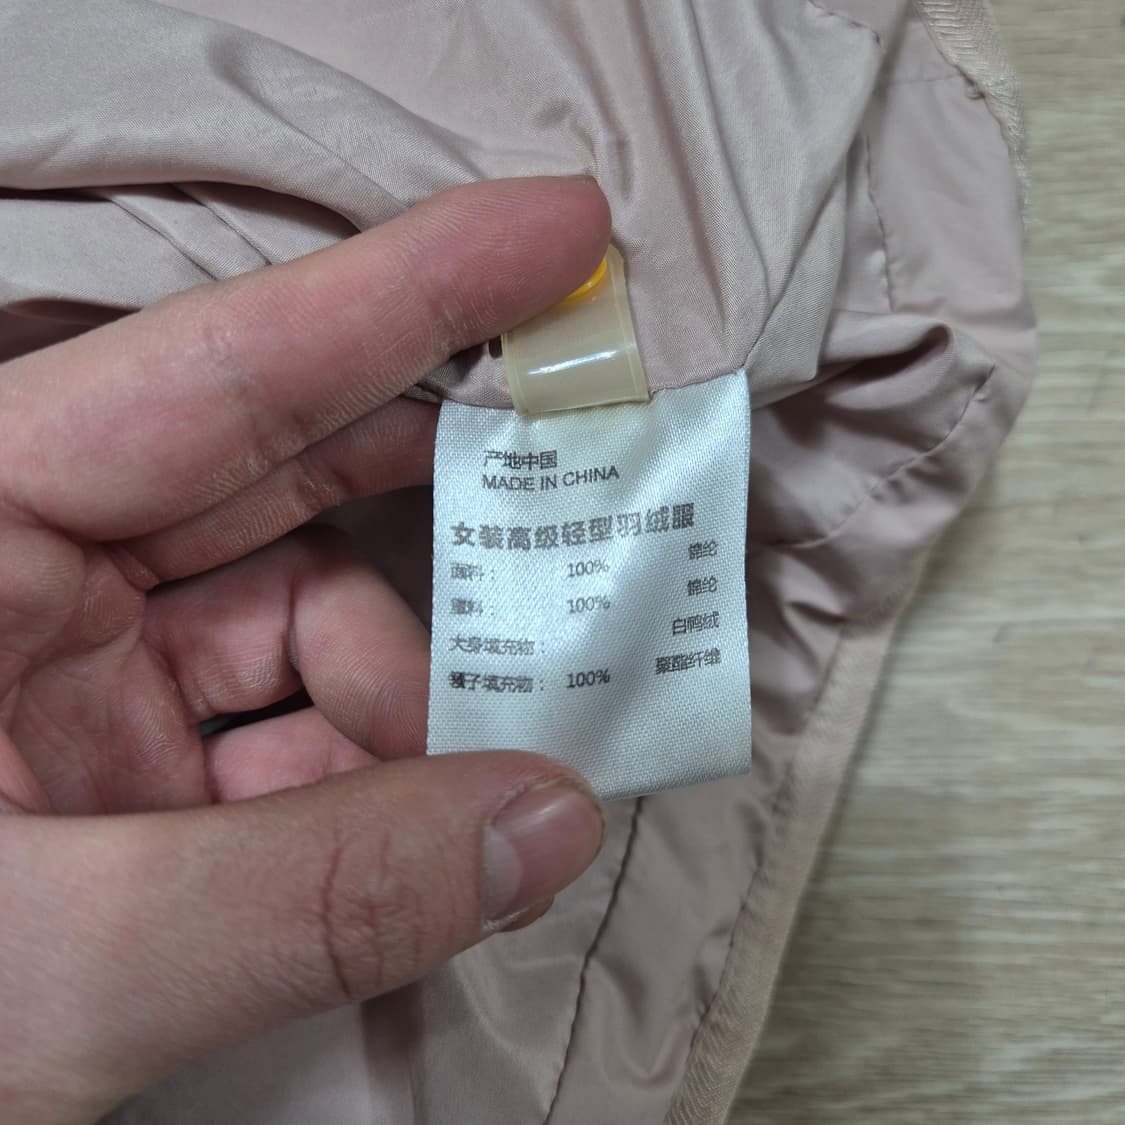 产地中国
MADE IN CHINA
女装高级轻型羽绒服
面料： 100% 锦纶
里料： 100% 锦纶
大身填充物： 白鸭绒
领子填充物： 100% 聚酯纤维